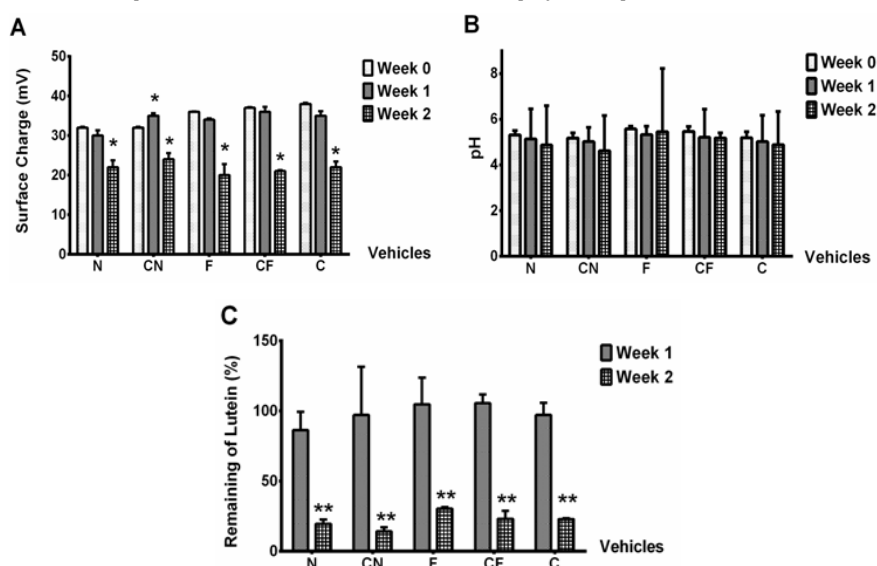 A
Surface Charge (mV)
50
40
30
20
10
0
* * * * * *
Week 0
Week 1
Week 2
N CN F CF C
Vehicles
B
pH
8
6
4
2
0
Week 0
Week 1
Week 2
N CN F CF C
Vehicles
C
Remaining of Lutein (%)
150
100
50
0
** ** ** ** **
Week 1
Week 2
N CN F CF C
Vehicles